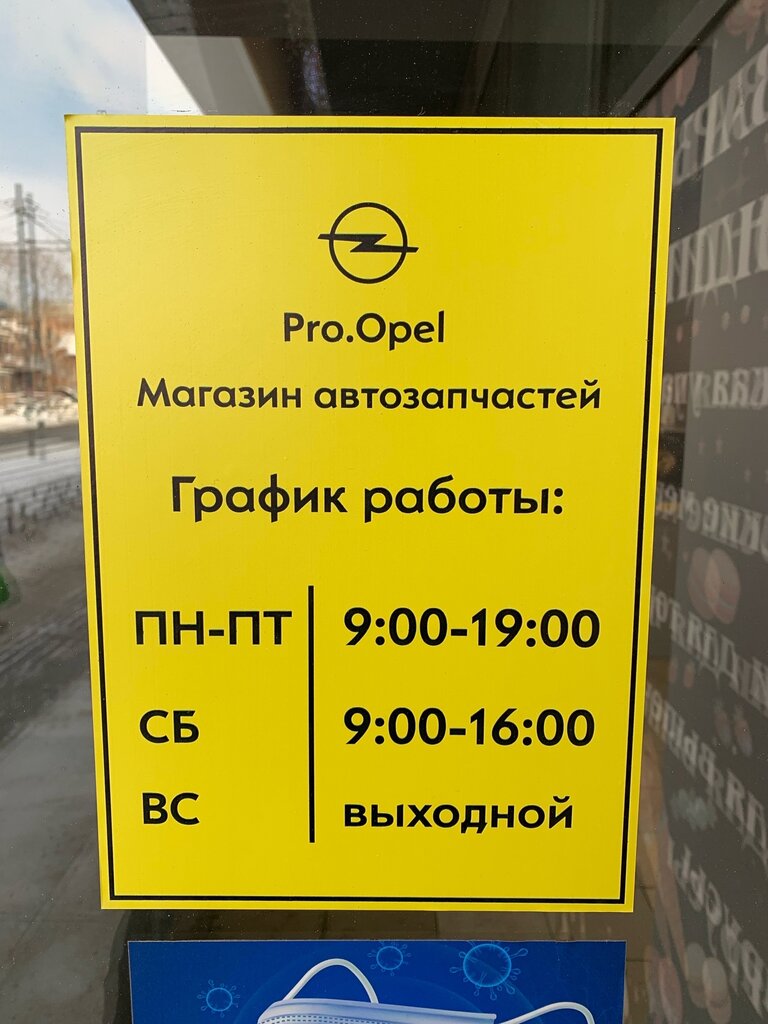 Pro.Opel
Магазин автозапчастей
График работы:
ПН-ПТ 9:00-19:00
СБ 9:00-16:00
ВС выходной